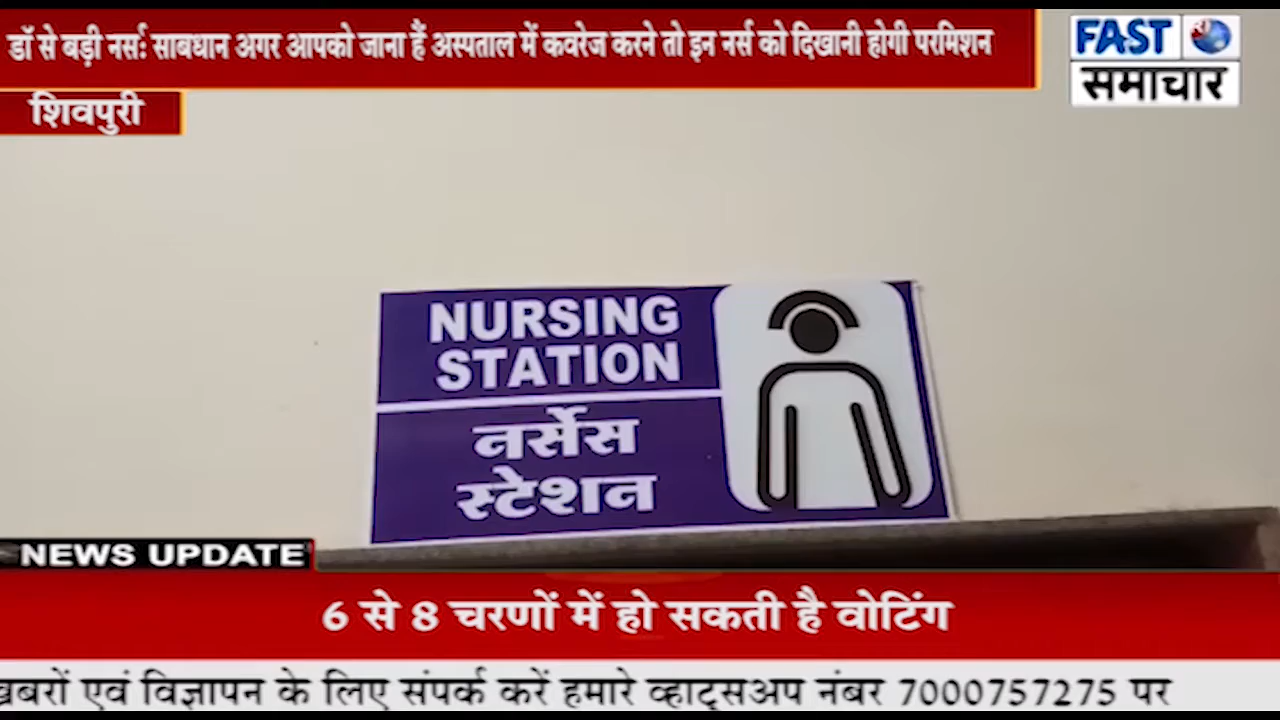 डॉ से बड़ी नर्स: साबधान अगर आपको जाना हैं अस्पताल में कवरेज करने तो इन नर्स को दिखानी होगी परमिशन
FAST
समाचार
शिवपुरी
NURSING
STATION
नर्सेस
स्टेशन
NEWS UPDATE
6 से 8 चरणों में हो सकती है वोटिंग
खबरों एवं विज्ञापन के लिए संपर्क करें हमारे व्हाट्सअप नंबर 7000757275 पर